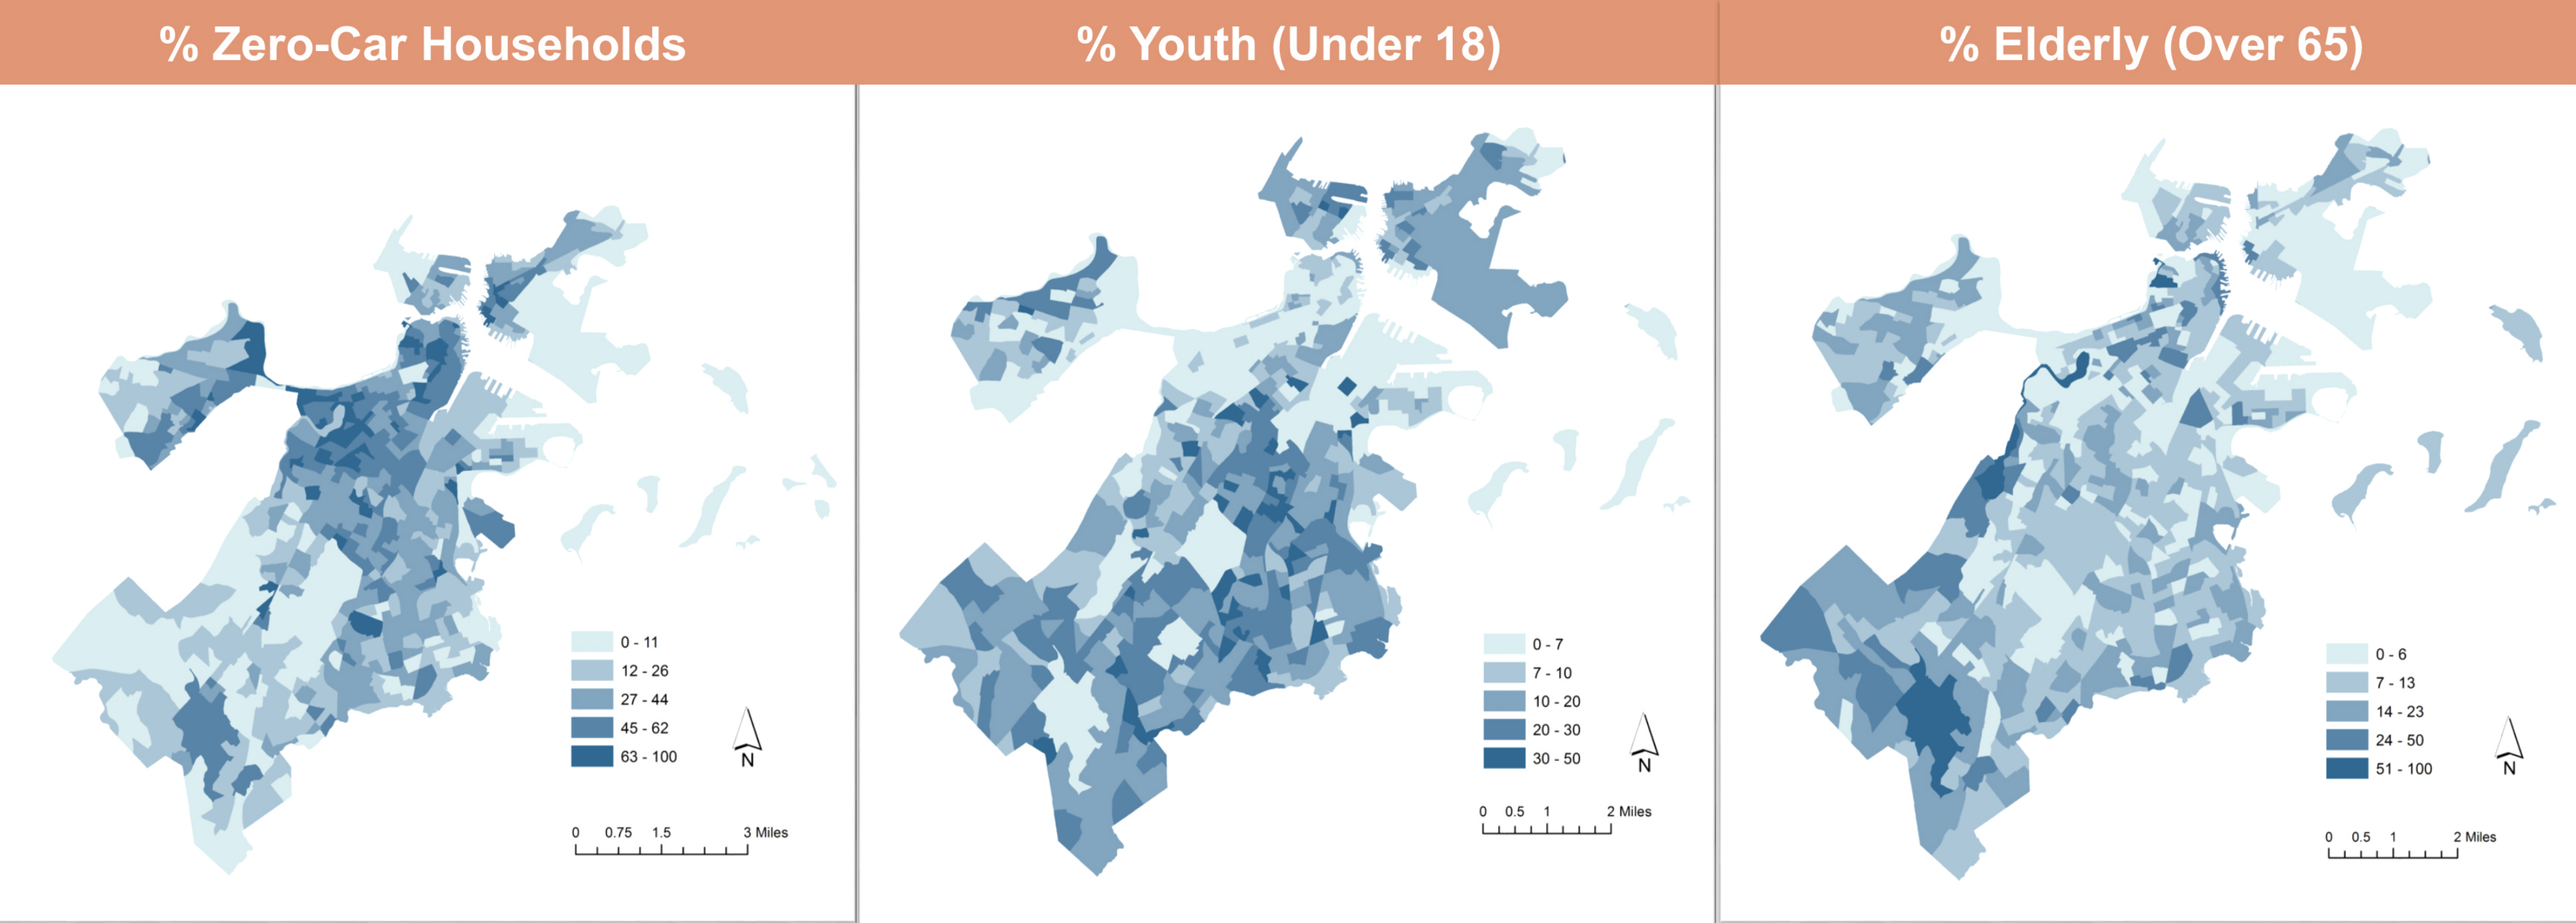 % Zero-Car Households
0 - 11
12 - 26
27 - 44
45 - 62
63 - 100
N
0 0.75 1.5 3 Miles
% Youth (Under 18)
0 - 7
7 - 10
10 - 20
20 - 30
30 - 50
N
0 0.5 1 2 Miles
% Elderly (Over 65)
0 - 6
7 - 13
14 - 23
24 - 50
51 - 100
N
0 0.5 1 2 Miles